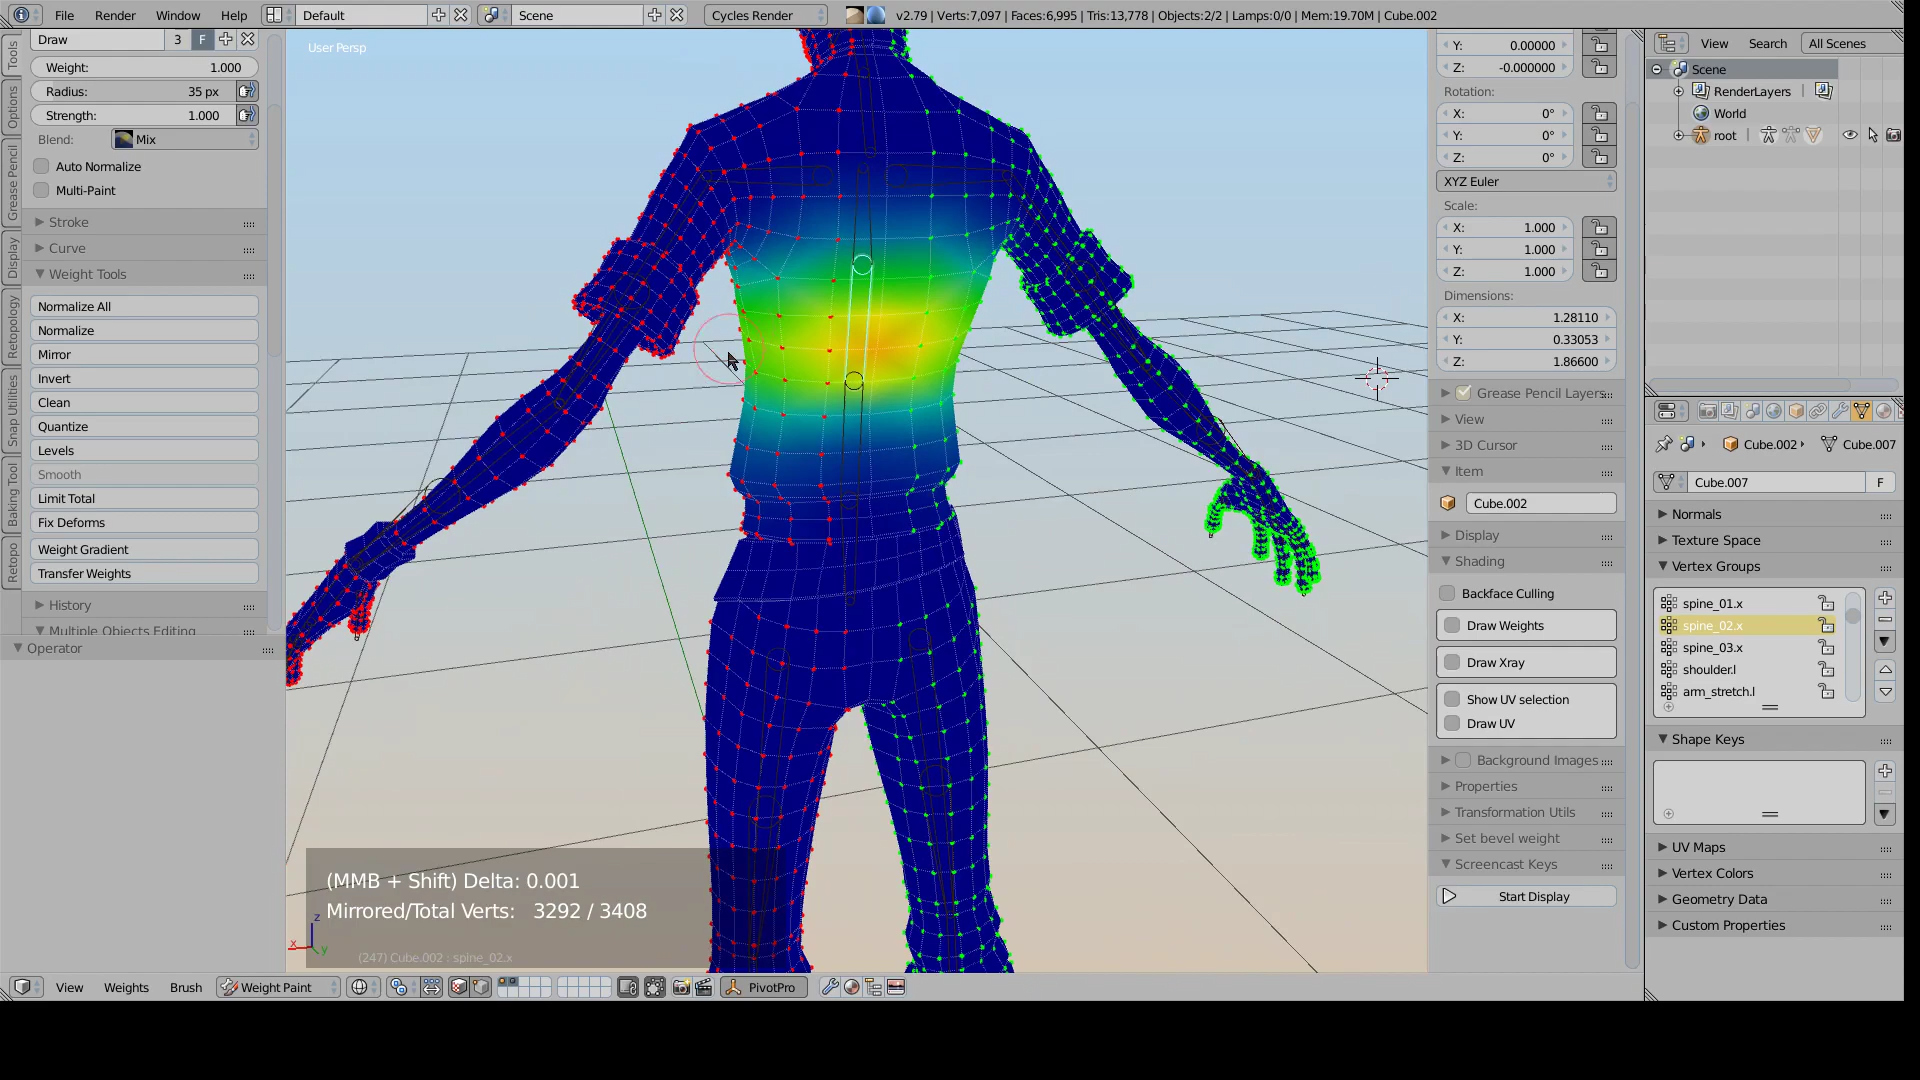 File Render Window Help Default Scene Cycles Render v2.79 | Verts:7,097 | Faces:6,995 | Tris:13,778 | Objects:2/2 | Lamps:0/0 | Mem:19.70M | Cube.002
Draw 3 F
Weight: 1.000
Radius: 35 px
Strength: 1.000
Blend: Mix
Auto Normalize
Multi-Paint
Stroke
Curve
Weight Tools
Normalize All
Normalize
Mirror
Invert
Clean
Quantize
Levels
Smooth
Limit Total
Fix Deforms
Weight Gradient
Transfer Weights
History
Multiple Objects Editing
Operator
Tools
Options
Grease Pencil
Display
Retopology
Snap Utilities
Baking Tool
Retopo
User Persp
(MMB + Shift) Delta: 0.001
Mirrored/Total Verts: 3292 / 3408
(247) Cube.002 : spine_02.x
z
x
y
View Weights Brush Weight Paint PivotPro
Y: 0.00000
Z: -0.000000
Rotation:
X: 0°
Y: 0°
Z: 0°
XYZ Euler
Scale:
X: 1.000
Y: 1.000
Z: 1.000
Dimensions:
X: 1.28110
Y: 0.33053
Z: 1.86600
Grease Pencil Layers
View
3D Cursor
Item
Cube.002
Display
Shading
Backface Culling
Draw Weights
Draw Xray
Show UV selection
Draw UV
Background Images
Properties
Transformation Utils
Set bevel weight
Screencast Keys
Start Display
View Search All Scenes
Scene
RenderLayers
World
root
Cube.002 Cube.007
Cube.007 F
Normals
Texture Space
Vertex Groups
spine_01.x
spine_02.x
spine_03.x
shoulder.l
arm_stretch.l
Shape Keys
UV Maps
Vertex Colors
Geometry Data
Custom Properties